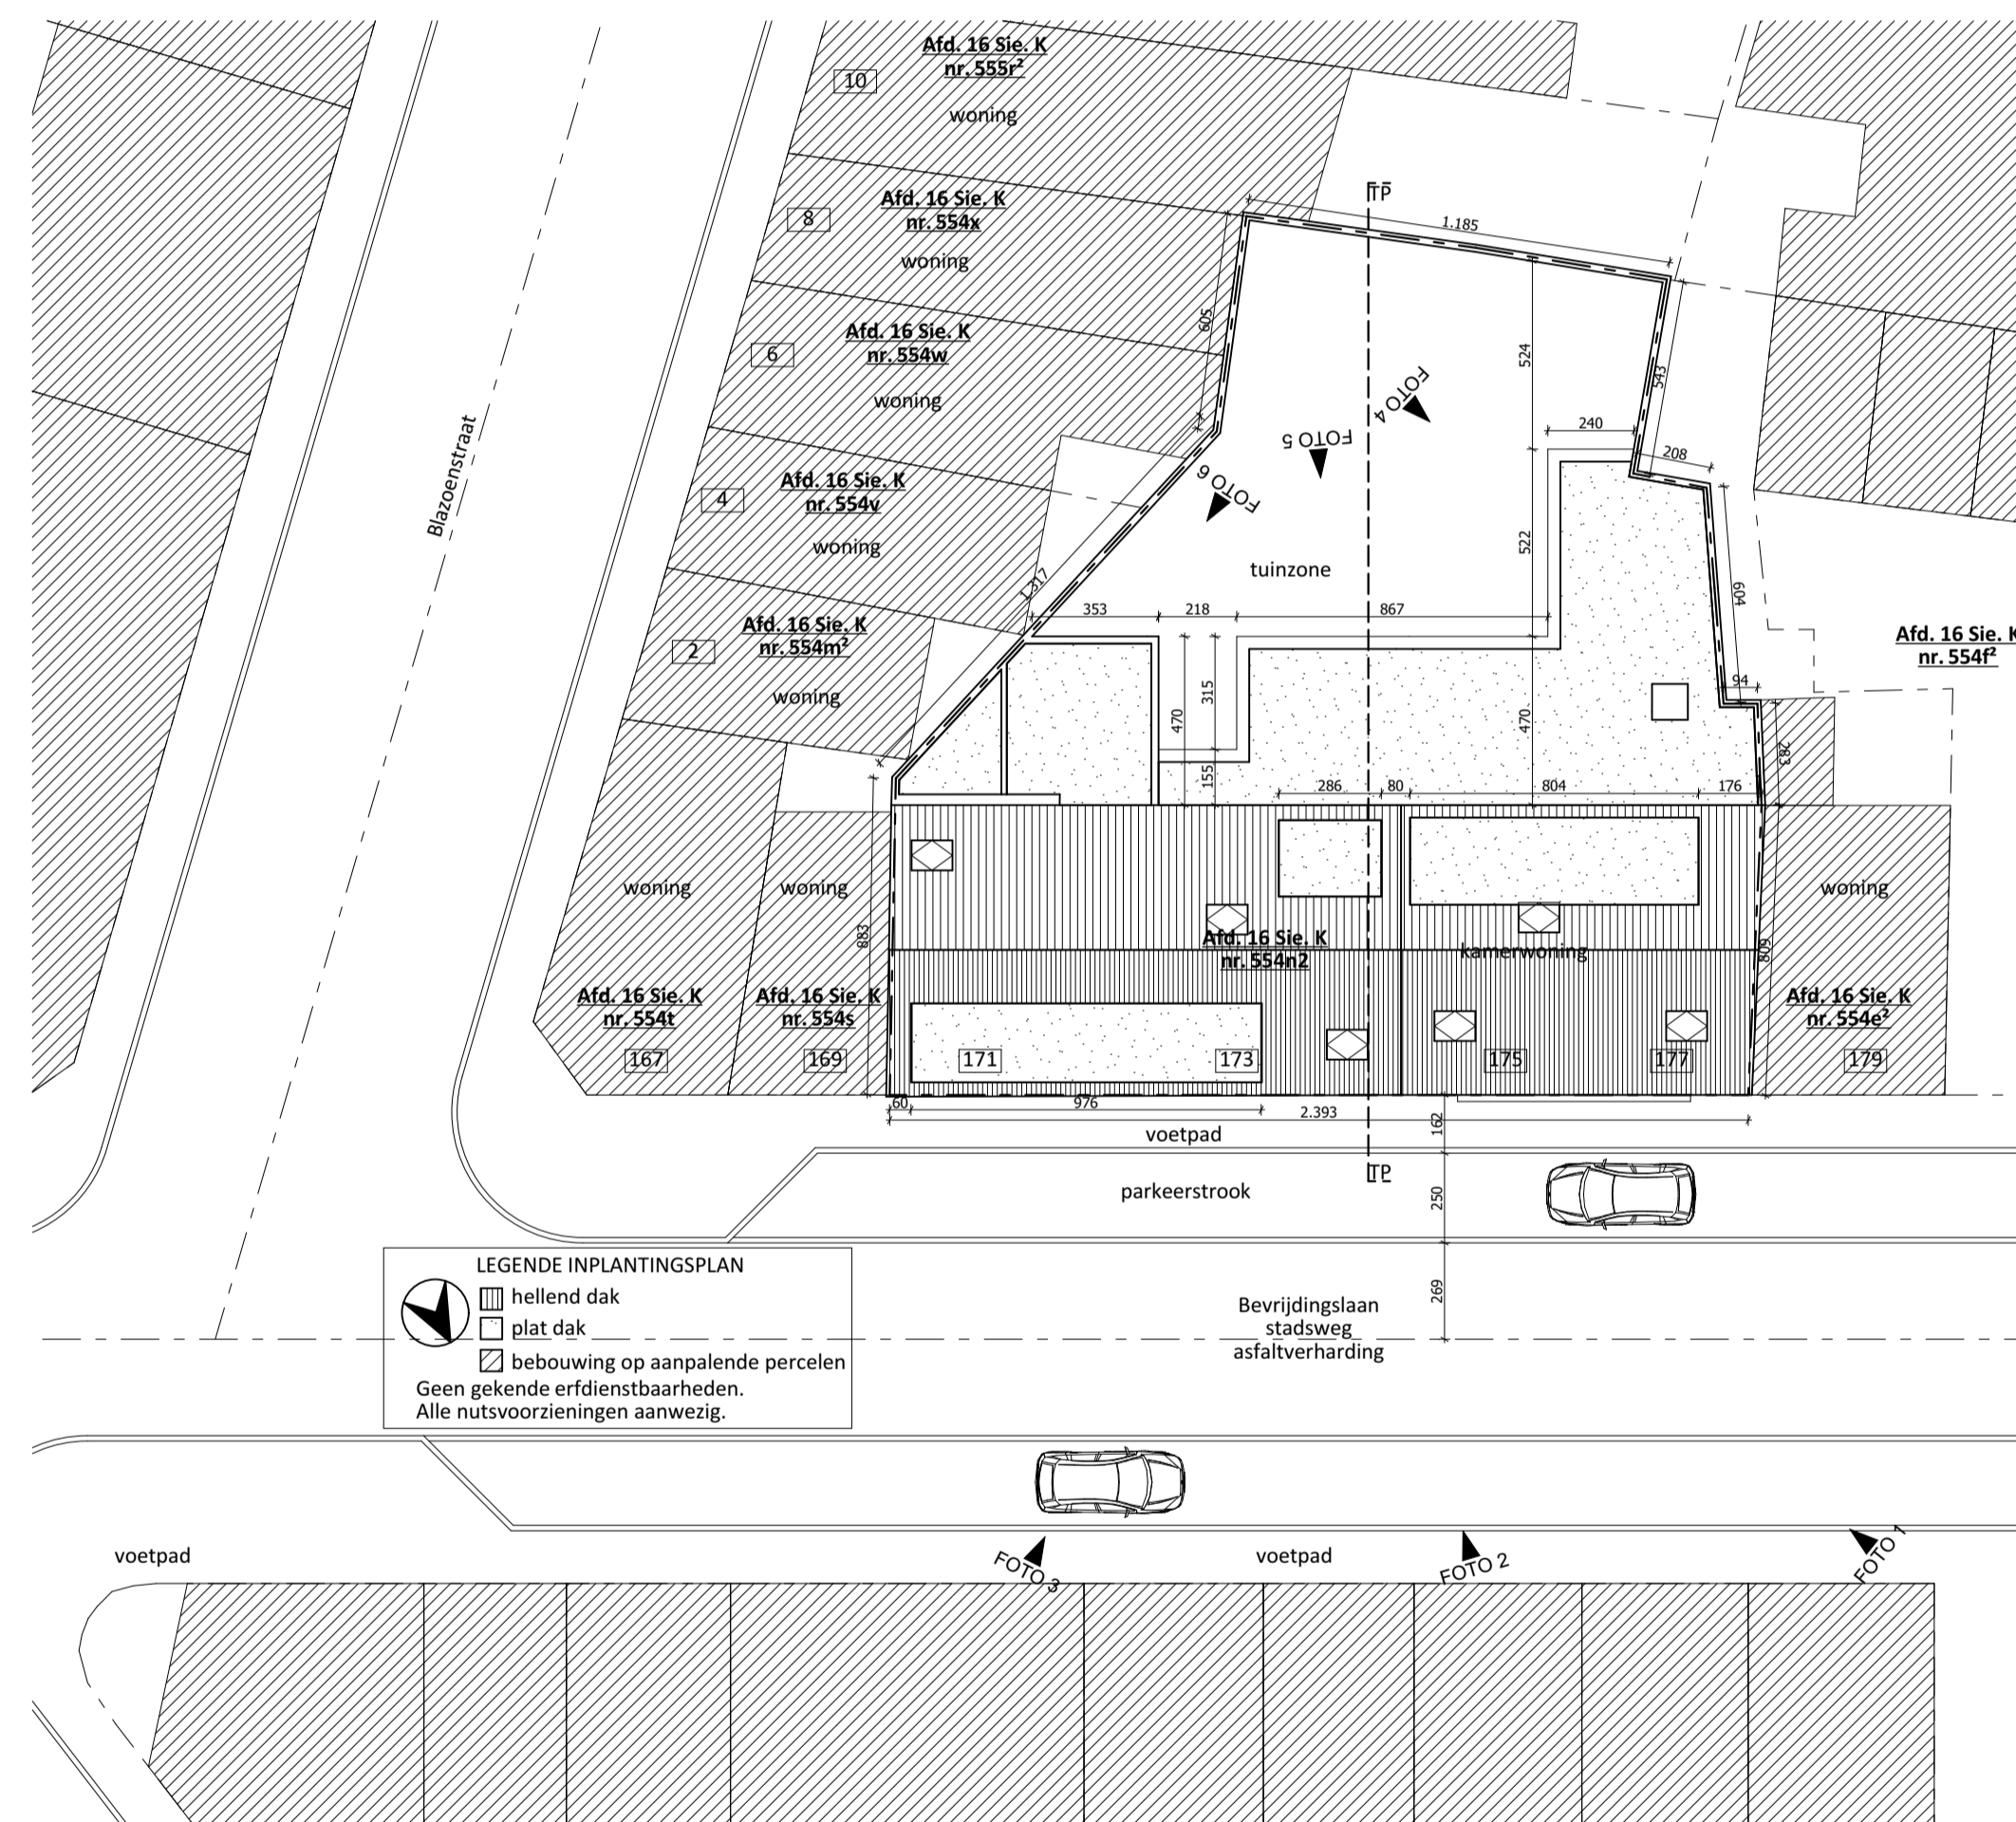 Afd. 16 Sie. K
nr. 555r²
10
woning
TP
Afd. 16 Sie. K
nr. 554x
8
woning
1.185
605
Afd. 16 Sie. K
nr. 554w
6
woning
524
543
FOTO 4
FOTO 5
FOTO 6
240
208
Blazoenstraat
Afd. 16 Sie. K
nr. 554v
4
woning
522
tuinzone
1.317
353
218
867
604
Afd. 16 Sie. K
nr. 554m²
2
woning
Afd. 16 Sie. K
nr. 554f²
315
470
470
94
283
155
286
80
804
176
woning
woning
woning
883
809
Afd. 16 Sie. K
nr. 554n2
kamerwoning
Afd. 16 Sie. K
nr. 554t
Afd. 16 Sie. K
nr. 554s
Afd. 16 Sie. K
nr. 554e²
167
169
171
173
175
177
179
60
976
2.393
162
voetpad
TP
parkeerstrook
250
LEGENDE INPLANTINGSPLAN
hellend dak
plat dak
bebouwing op aanpalende percelen
Geen gekende erfdienstbaarheden.
Alle nutsvoorzieningen aanwezig.
269
Bevrijdingslaan
stadsweg
asfaltverharding
voetpad
FOTO 3
voetpad
FOTO 2
FOTO 1